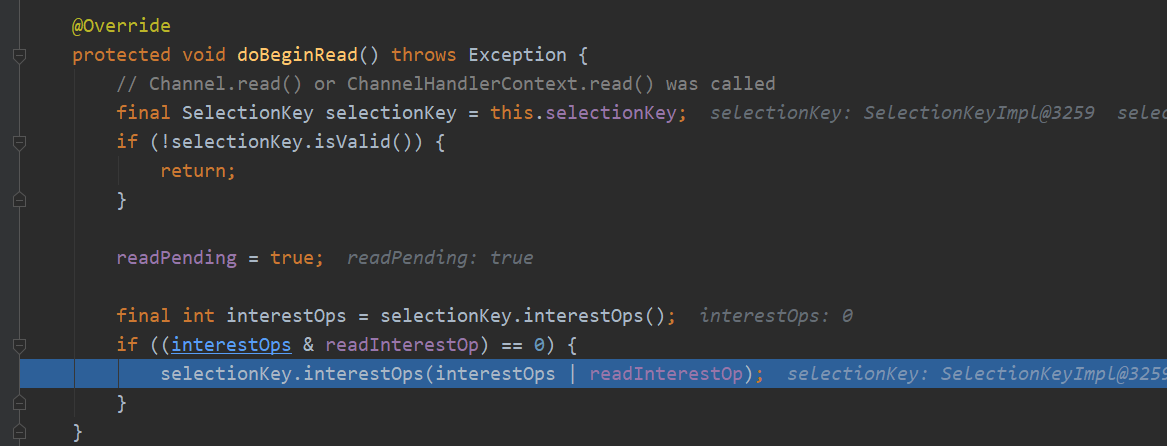 @Override
protected void doBeginRead() throws Exception {
// Channel.read() or ChannelHandlerContext.read() was called
final SelectionKey selectionKey = this.selectionKey; selectionKey: SelectionKeyImpl@3259 selec
if (!selectionKey.isValid()) {
return;
}
readPending = true; readPending: true
final int interestOps = selectionKey.interestOps(); interestOps: 0
if ((interestOps & readInterestOp) == 0) {
selectionKey.interestOps(interestOps | readInterestOp); selectionKey: SelectionKeyImpl@3259
}
}